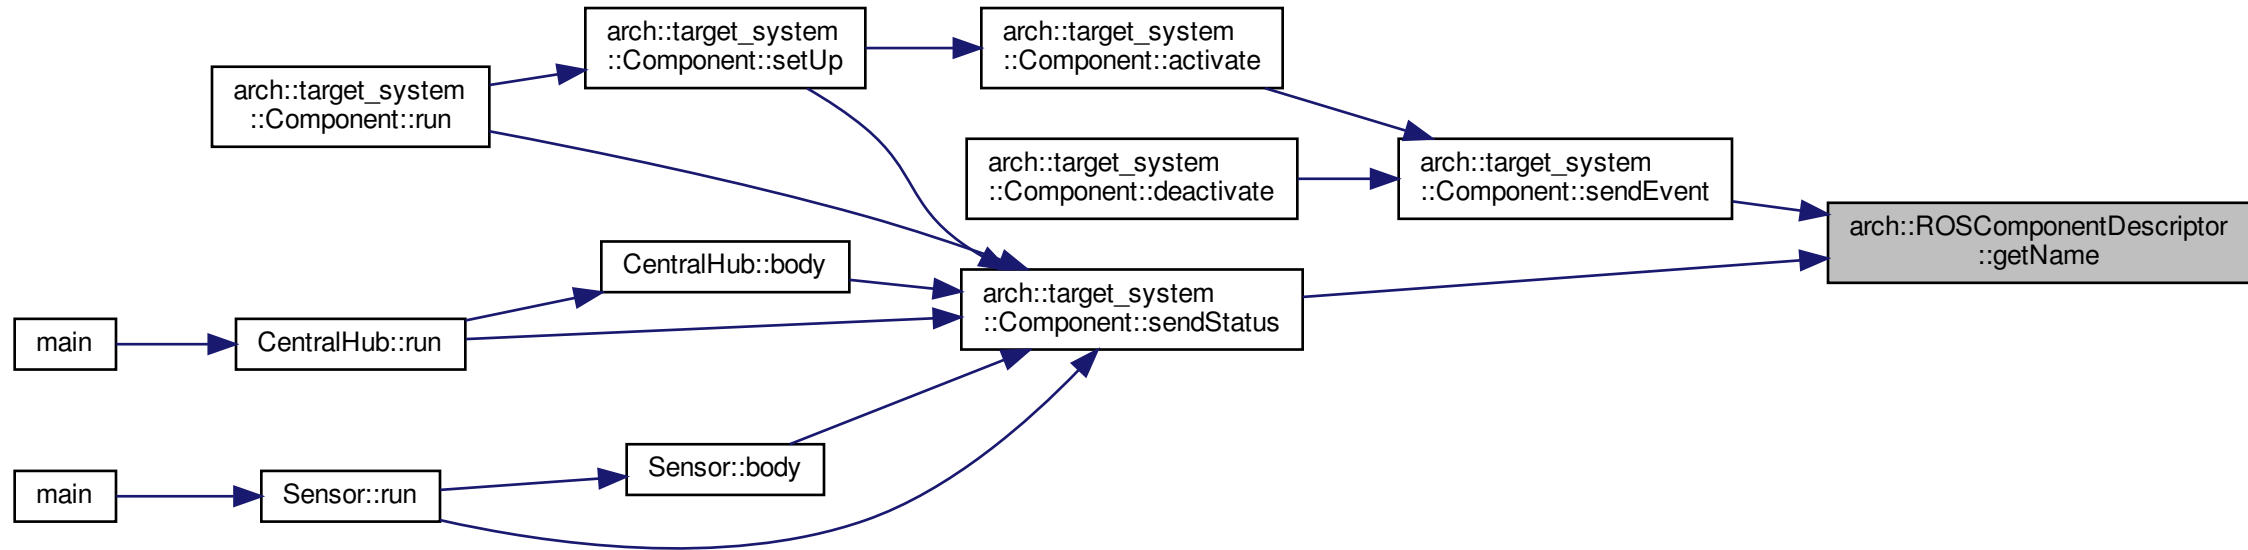 arch::target_system
::Component::setUp
arch::target_system
::Component::activate
arch::target_system
::Component::run
arch::target_system
::Component::deactivate
arch::target_system
::Component::sendEvent
arch::ROSComponentDescriptor
::getName
CentralHub::body
arch::target_system
::Component::sendStatus
main
CentralHub::run
Sensor::body
main
Sensor::run